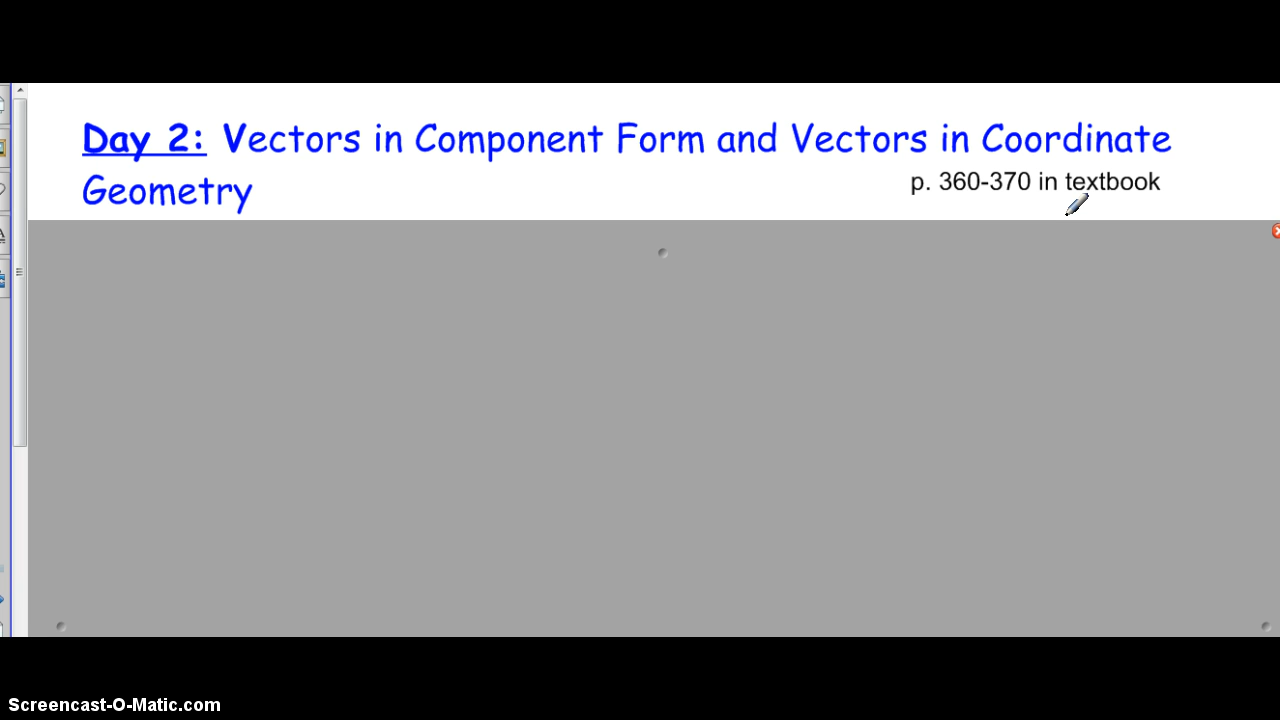 Day 2: Vectors in Component Form and Vectors in Coordinate
Geometry
p. 360-370 in textbook
Screencast-O-Matic.com